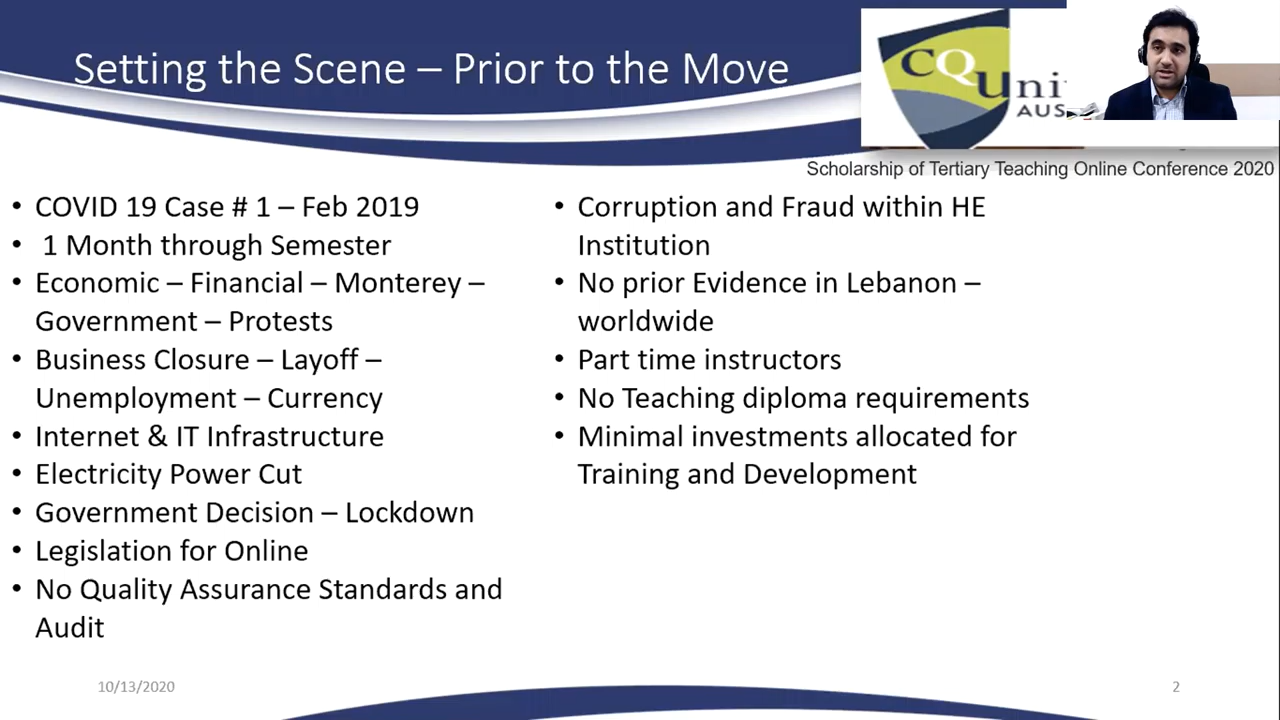 Setting the Scene – Prior to the Move
CQUni
AUS
Scholarship of Tertiary Teaching Online Conference 2020
• COVID 19 Case # 1 – Feb 2019
• 1 Month through Semester
• Economic – Financial – Monterey –
Government – Protests
• Business Closure – Layoff –
Unemployment – Currency
• Internet & IT Infrastructure
• Electricity Power Cut
• Government Decision – Lockdown
• Legislation for Online
• No Quality Assurance Standards and
Audit
• Corruption and Fraud within HE
Institution
• No prior Evidence in Lebanon –
worldwide
• Part time instructors
• No Teaching diploma requirements
• Minimal investments allocated for
Training and Development
10/13/2020
2